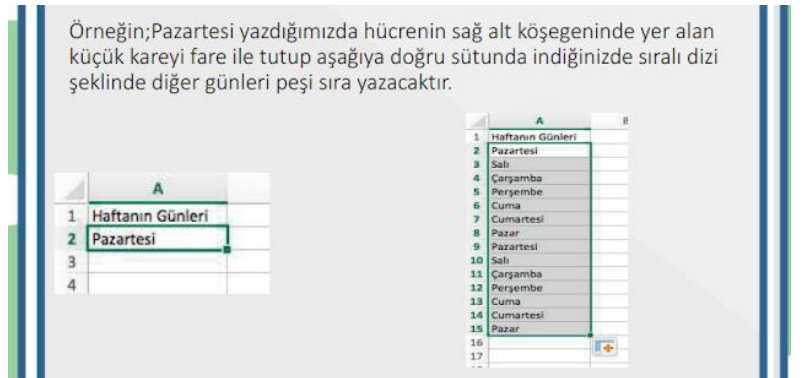 Örneğin;Pazartesi yazdığımızda hücrenin sağ alt köşegeninde yer alan
küçük kareyi fare ile tutup aşağıya doğru sütunda indiğinizde sıralı dizi
şeklinde diğer günleri peşi sıra yazacaktır.
A
1 Haftanın Günleri
2 Pazartesi
3
4
A
1 Haftanın Günleri
2 Pazartesi
3 Salı
4 Çarşamba
5 Perşembe
6 Cuma
7 Cumartesi
8 Pazar
9 Pazartesi
10 Salı
11 Çarşamba
12 Perşembe
13 Cuma
14 Cumartesi
15 Pazar
16
17